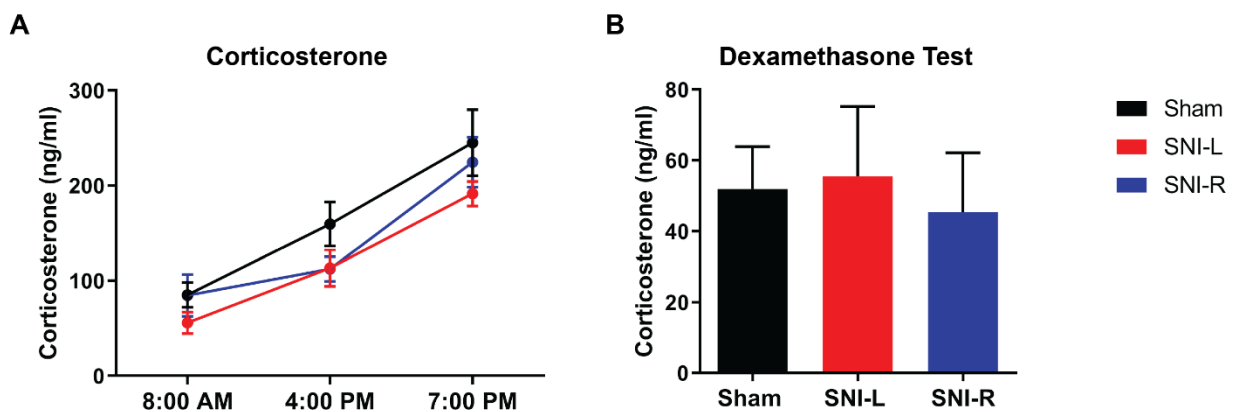 A
Corticosterone
Corticosterone (ng/ml)
300
200
100
0
8:00 AM 4:00 PM 7:00 PM
B
Dexamethasone Test
Corticosterone (ng/ml)
80
60
40
20
0
Sham SNI-L SNI-R
Sham
SNI-L
SNI-R